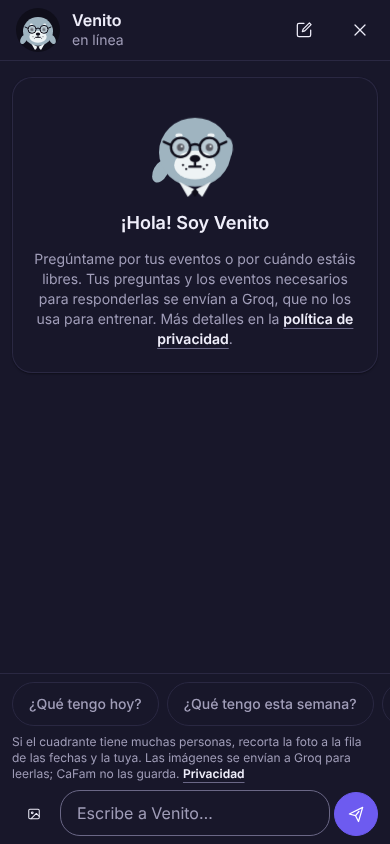 Venito
en línea
¡Hola! Soy Venito
Pregúntame por tus eventos o por cuándo estáis
libres. Tus preguntas y los eventos necesarios
para responderlas se envían a Groq, que no los
usa para entrenar. Más detalles en la política de
privacidad.
¿Qué tengo hoy?
¿Qué tengo esta semana?
Si el cuadrante tiene muchas personas, recorta la foto a la fila
de las fechas y la tuya. Las imágenes se envían a Groq para
leerlas; CaFam no las guarda. Privacidad
Escribe a Venito...